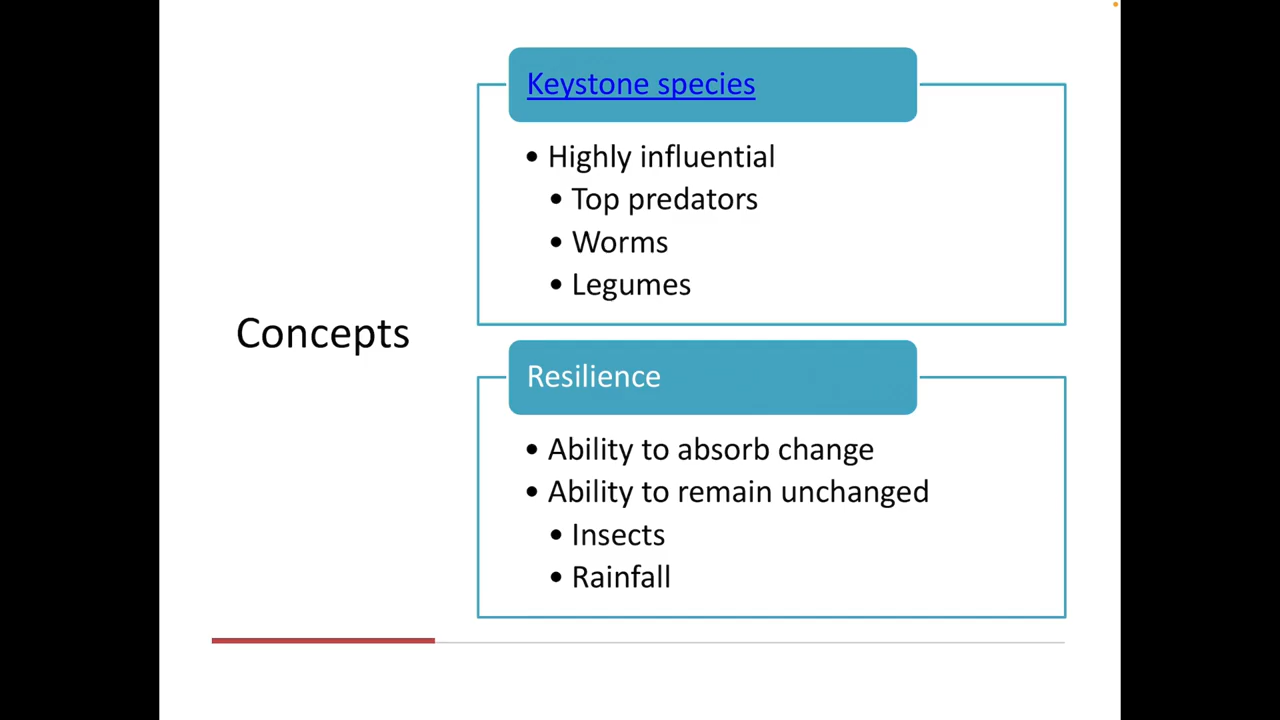 Concepts
Keystone species
• Highly influential
• Top predators
• Worms
• Legumes
Resilience
• Ability to absorb change
• Ability to remain unchanged
• Insects
• Rainfall